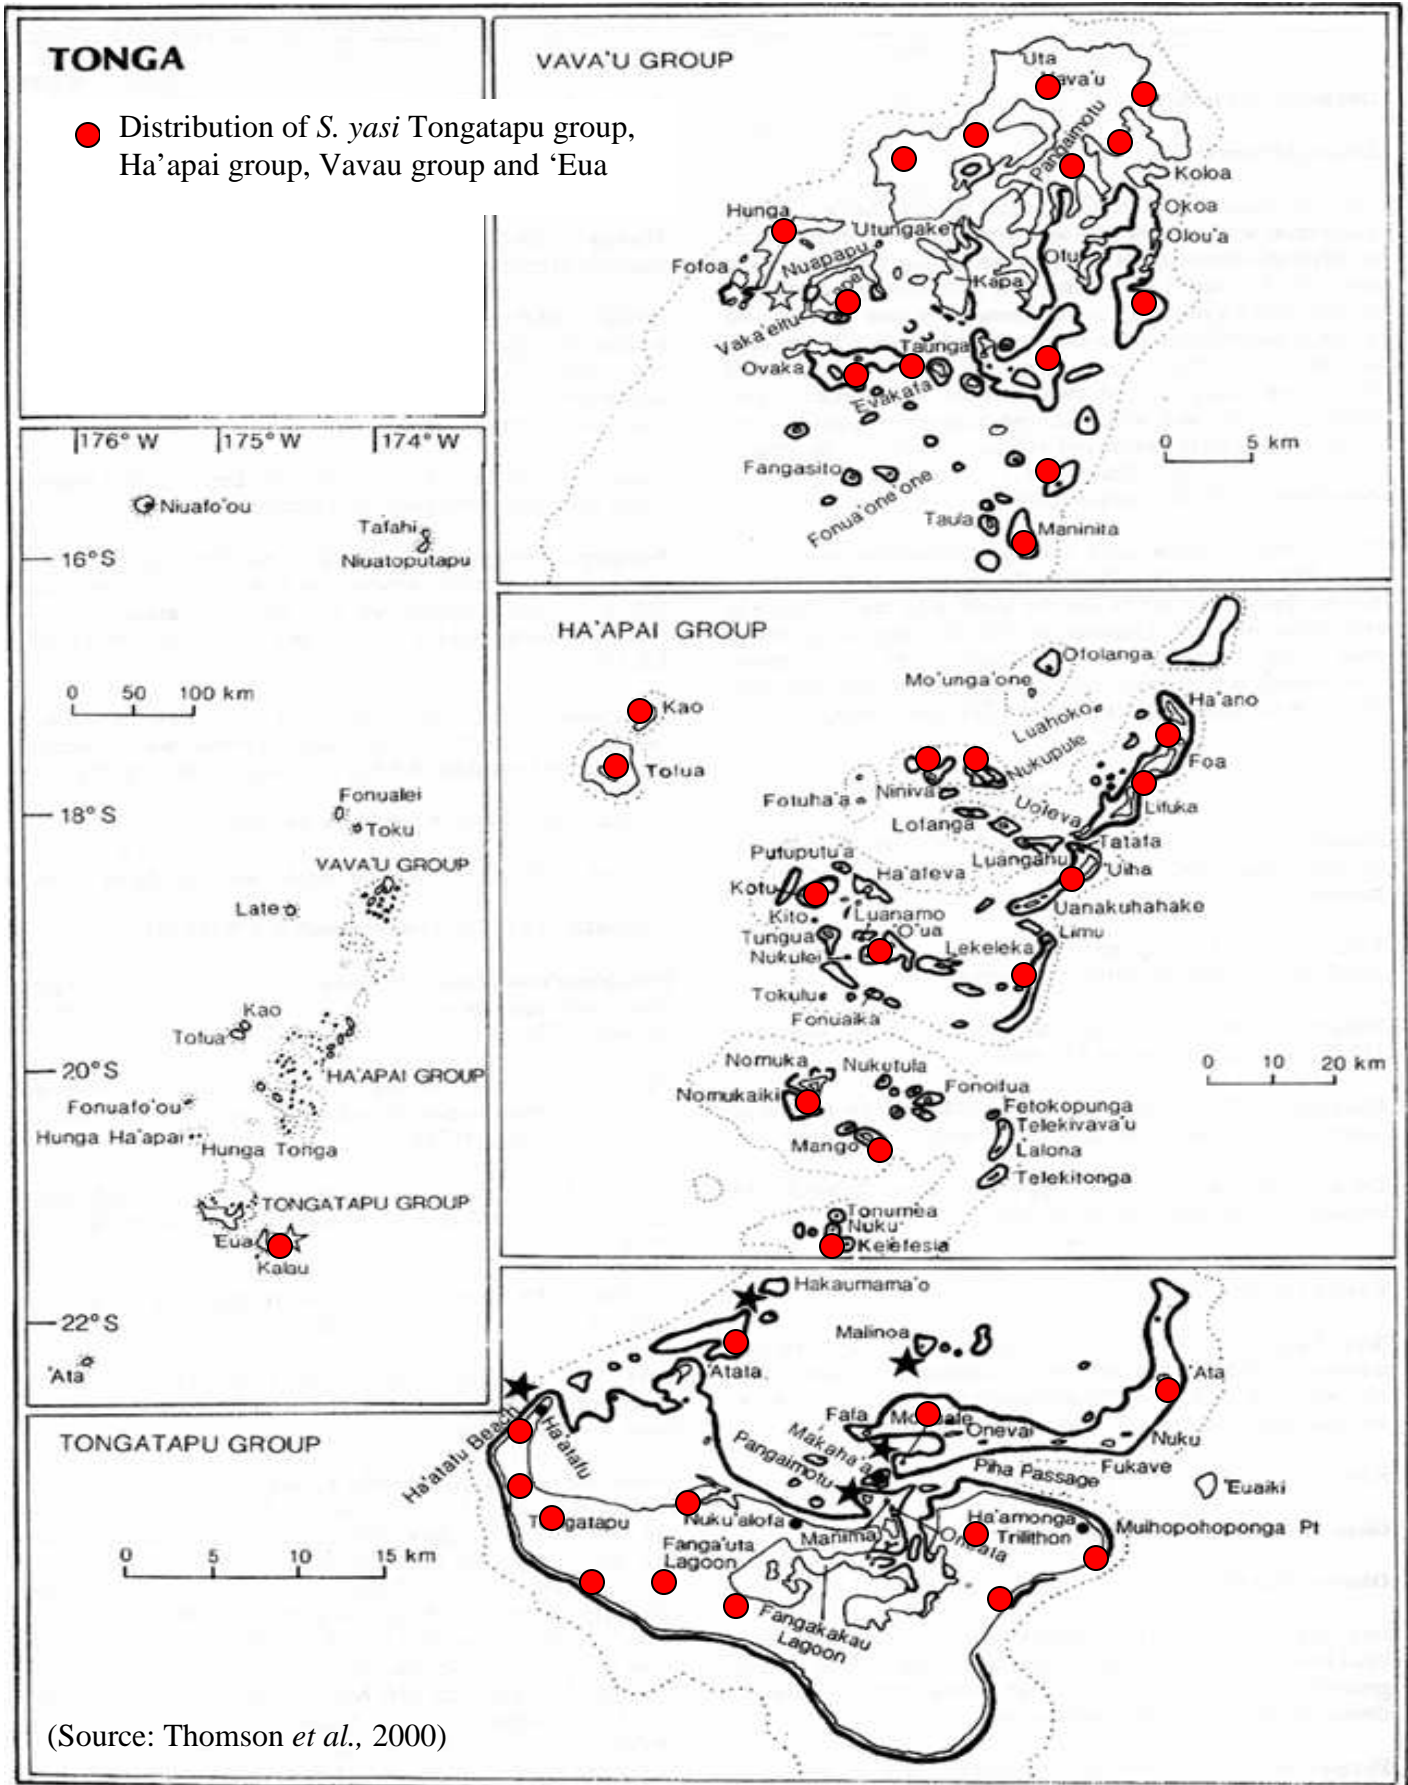 TONGA
Distribution of S. yasi Tongatapu group,
Ha'apai group, Vavau group and 'Eua
VAVA'U GROUP
'Uta
Vava'u
Pangaimotu
Koloa
Okoa
Olou'a
Ofu
Hunga
Utungake
Nuapapu
Fofoa
Kapa
Vaka'eitu
Taunga
Ovaka
Evakafa
0 5 km
Fangasito
Fonua'one'one
Taula
Maninita
176° W 175° W 174° W
Niuafo'ou
Tafahi
Niuatoputapu
16° S
0 50 100 km
18° S
Fonualei
Toku
VAVA'U GROUP
Late
Kao
Tofua
20° S
HA'APAI GROUP
Fonuafo'ou
Hunga Ha'apai
Hunga Tonga
TONGATAPU GROUP
'Eua
Kalau
22° S
'Ata
HA'APAI GROUP
Ofolanga
Mo'unga'one
Luahoko
Ha'ano
Kao
Tofua
Nukupule
Foa
Fotuha'a
Niniva
Uoleva
Lifuka
Lofanga
Tatafa
Putuputu'a
Luangahu
'Uiha
Kotu
Ha'afeva
Uanakuhahake
Kito
Luanamo
Limu
Tungua
'O'ua
Nukulei
Lekeleka
Tokulu
Fonuaika
Nomuka
Nukutula
Fonoifua
0 10 20 km
Nomukaiki
Fetokopunga
Telekivava'u
Mango
Lalona
Telekitonga
Tonumea
Nuku
Kelefesia
TONGATAPU GROUP
Hakaumama'o
Malinoa
'Atata
'Ata
Ha'atafu Beach
Ha'atafu
Fafa
Onevai
Makaha'a
Nuku
Pangaimotu
Piha Passage
Fukave
'Euaiki
Tongatapu
Nuku'alofa
Manima
Oneata
Ha'amonga
Trillithon
Muihopohoponga Pt
Fanga'uta
Lagoon
0 5 10 15 km
Fangakakau
Lagoon
(Source: Thomson et al., 2000)